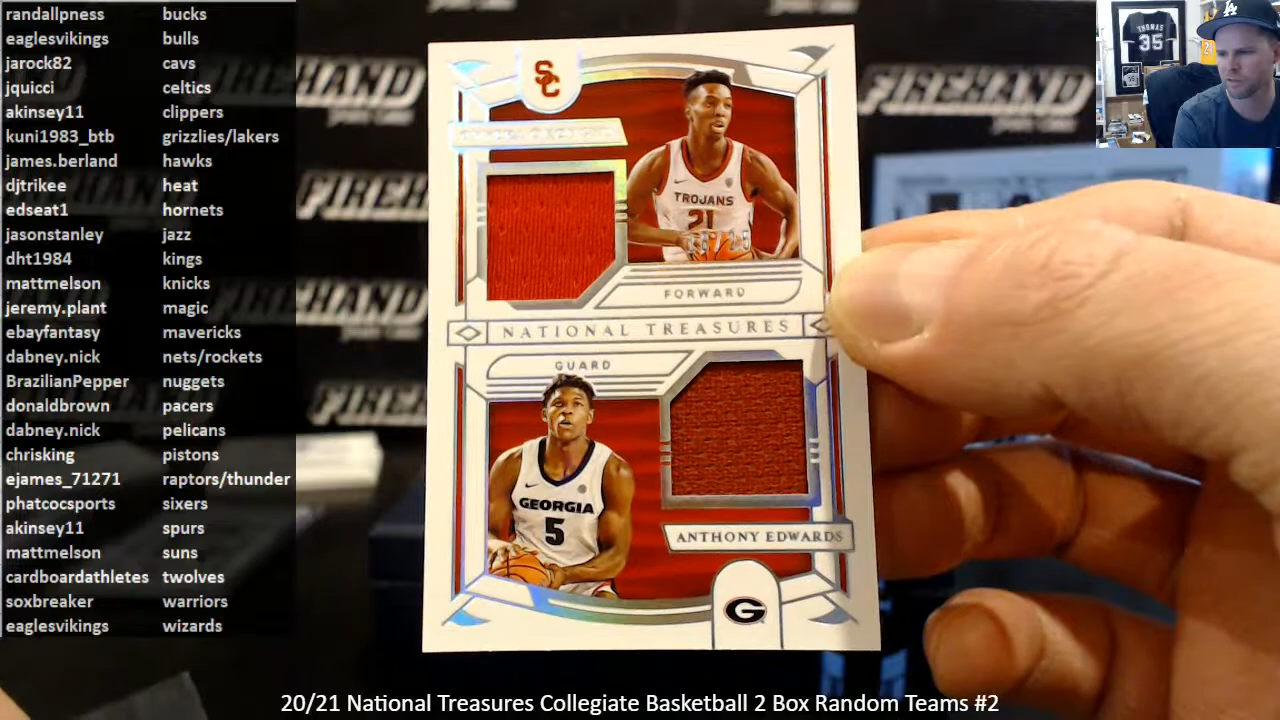 randallpness bucks
eaglesvikings bulls
jarock82 cavs
jquicci celtics
akinsey11 clippers
kuni1983_btb grizzlies/lakers
james.berland hawks
djtrikee heat
edseat1 hornets
jasonstanley jazz
dht1984 kings
mattmelson knicks
jeremy.plant magic
ebayfantasy mavericks
dabney.nick nets/rockets
BrazilianPepper nuggets
donaldbrown pacers
dabney.nick pelicans
chrisking pistons
ejames_71271 raptors/thunder
phatcocsports sixers
akinsey11 spurs
mattmelson suns
cardboardathletes twolves
soxbreaker warriors
eaglesvikings wizards
SC
TROJANS
21
FORWARD
NATIONAL TREASURES
GUARD
GEORGIA
5
ANTHONY EDWARDS
G
FIREHAND
THOMAS
35
LA
20/21 National Treasures Collegiate Basketball 2 Box Random Teams #2